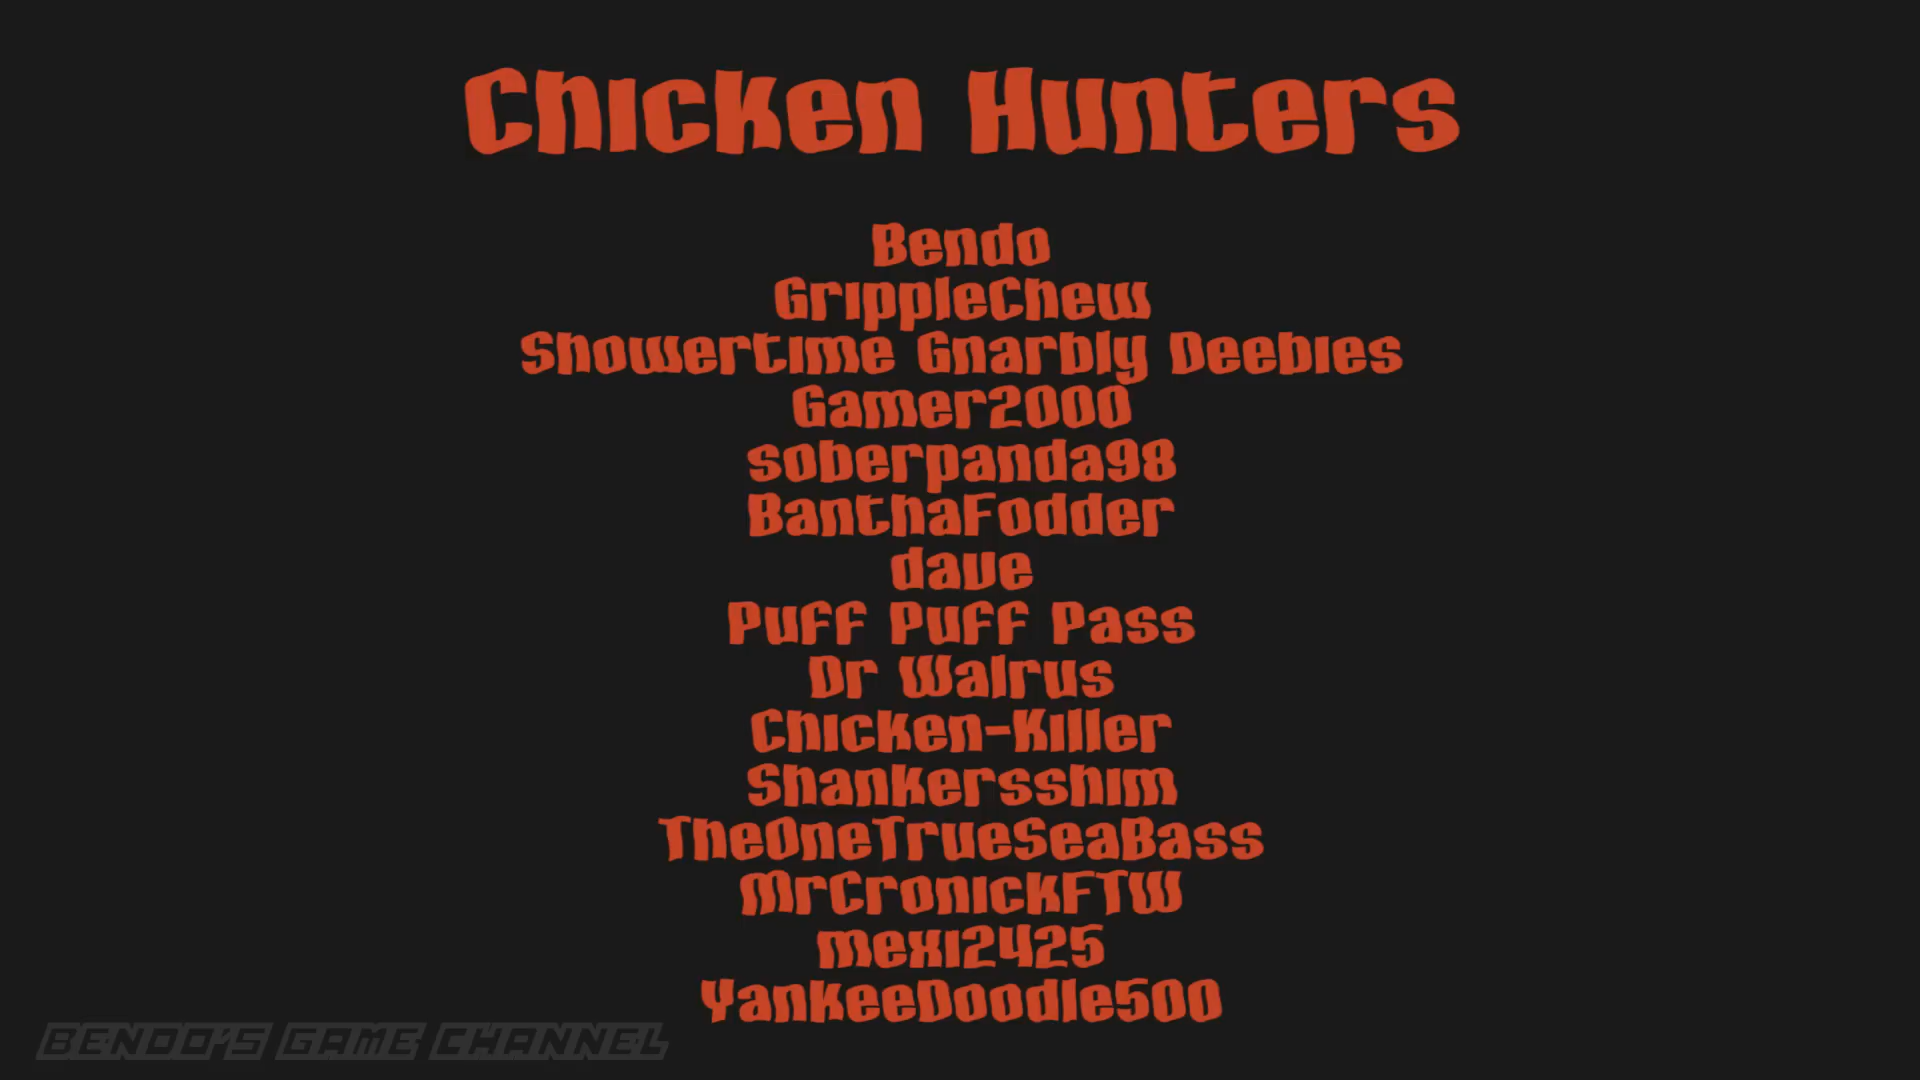 Chicken Hunters
Bendo
GrippleChew
Showertime Gnarbly Deebies
Gamer2000
soberpanda98
BanthaFodder
dave
Puff Puff Pass
Dr Walrus
Chicken-Killer
Shankersshim
TheOneTrueSeaBass
MrCronickFTW
mexi2425
YankeeDoodle500
BENDO'S GAME CHANNEL